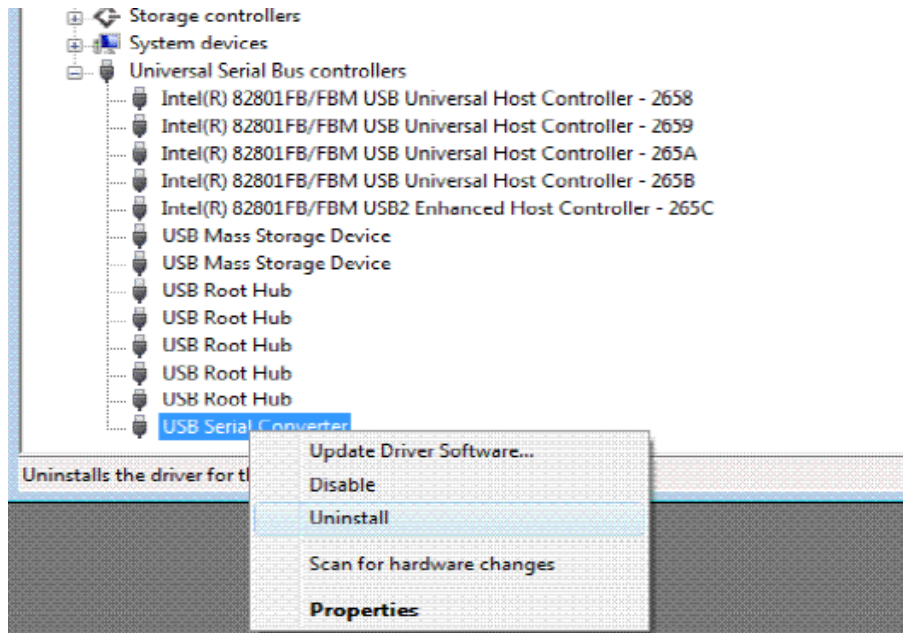 Storage controllers
System devices
Universal Serial Bus controllers
Intel(R) 82801FB/FBM USB Universal Host Controller - 2658
Intel(R) 82801FB/FBM USB Universal Host Controller - 2659
Intel(R) 82801FB/FBM USB Universal Host Controller - 265A
Intel(R) 82801FB/FBM USB Universal Host Controller - 265B
Intel(R) 82801FB/FBM USB2 Enhanced Host Controller - 265C
USB Mass Storage Device
USB Mass Storage Device
USB Root Hub
USB Root Hub
USB Root Hub
USB Root Hub
USB Root Hub
USB Serial Converter
Update Driver Software...
Uninstalls the driver for
Disable
Uninstall
Scan for hardware changes
Properties